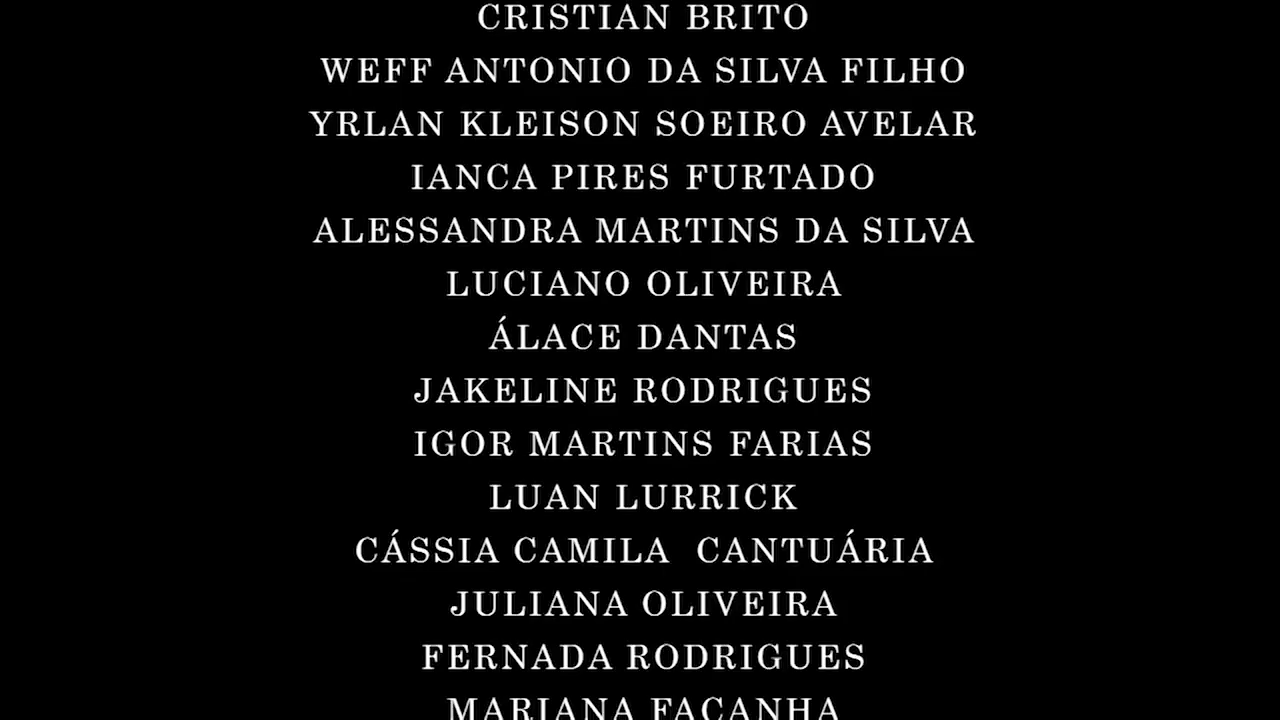 CRISTIAN BRITO
WEFF ANTONIO DA SILVA FILHO
YRLAN KLEISON SOEIRO AVELAR
IANCA PIRES FURTADO
ALESSANDRA MARTINS DA SILVA
LUCIANO OLIVEIRA
ÁLACE DANTAS
JAKELINE RODRIGUES
IGOR MARTINS FARIAS
LUAN LURRICK
CÁSSIA CAMILA  CANTUÁRIA
JULIANA OLIVEIRA
FERNADA RODRIGUES
MARIANA